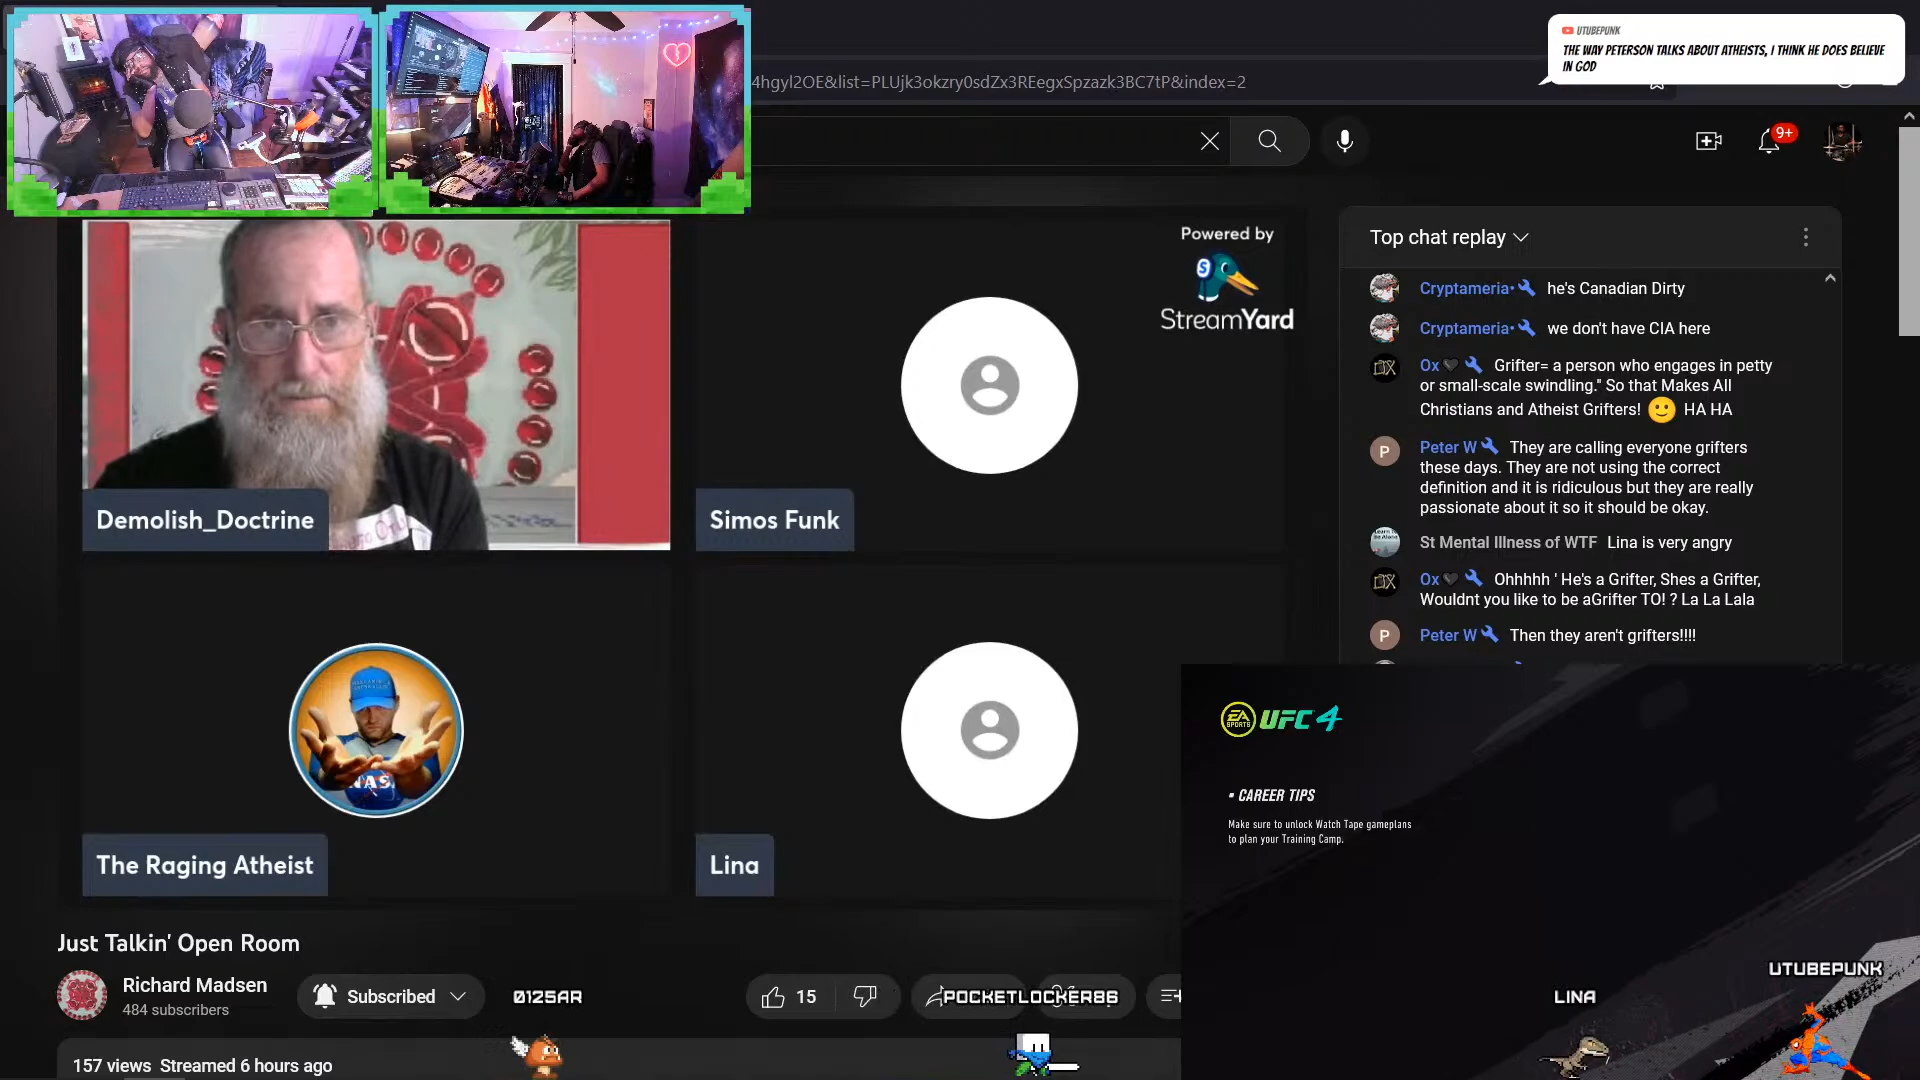 UTUBEPUNK
THE WAY PETERSON TALKS ABOUT ATHEISTS, I THINK HE DOES BELIEVE
IN GOD
4hgyl2OE&list=PLUjk3okzry0sdZx3REegxSpzazk3BC7tP&index=2
9+
Powered by
StreamYard
Demolish_Doctrine
Simos Funk
NASA
The Raging Atheist
Lina
Top chat replay
Cryptameria• he's Canadian Dirty
Cryptameria• we don't have CIA here
Ox🖤 Grifter= a person who engages in petty
or small-scale swindling." So that Makes All
Christians and Atheist Grifters! 🙂 HA HA
P
Peter W They are calling everyone grifters
these days. They are not using the correct
definition and it is ridiculous but they are really
passionate about it so it should be okay.
St Mental Illness of WTF Lina is very angry
Ox🖤 Ohhhhh ' He's a Grifter, Shes a Grifter,
Wouldnt you like to be aGrifter TO! ? La La Lala
P
Peter W Then they aren't grifters!!!!
EA SPORTS UFC 4
• CAREER TIPS
Make sure to unlock Watch Tape gameplans
to plan your Training Camp.
Just Talkin' Open Room
Richard Madsen
484 subscribers
Subscribed
0125AR
15
POCKETLOCKER86
LINA
UTUBEPUNK
157 views Streamed 6 hours ago